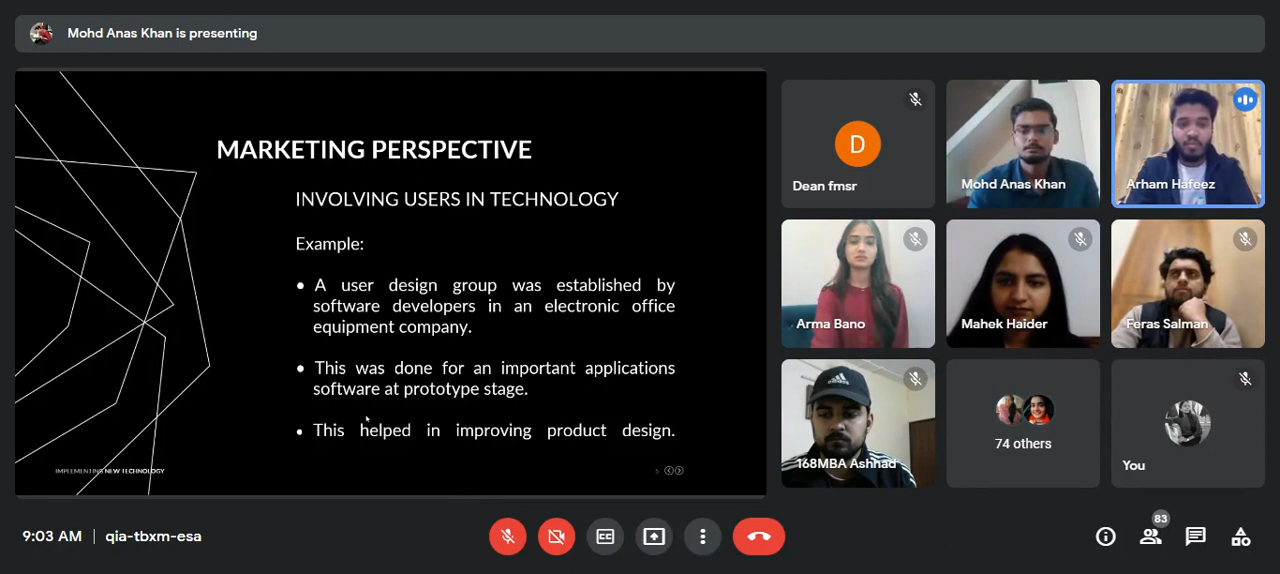 Mohd Anas Khan is presenting
MARKETING PERSPECTIVE
INVOLVING USERS IN TECHNOLOGY
Example:
• A user design group was established by
software developers in an electronic office
equipment company.
• This was done for an important applications
software at prototype stage.
• This helped in improving product design.
IMPLEMENTING NEW TECHNOLOGY
5
D
Dean fmsr
Mohd Anas Khan
Arham Hafeez
Arma Bano
Mahek Haider
Feras Salman
adidas
168MBA Ashhad
74 others
You
9:03 AM | qia-tbxm-esa
CC
83